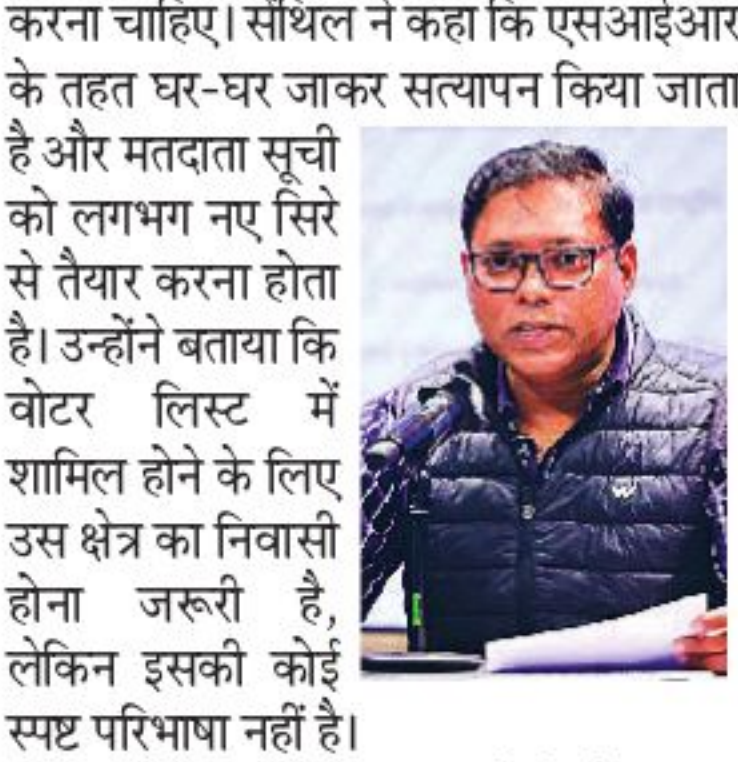 करना चाहिए। सेंथिल ने कहा कि एसआईआर
के तहत घर-घर जाकर सत्यापन किया जाता
है और मतदाता सूची
को लगभग नए सिरे
से तैयार करना होता
है। उन्होंने बताया कि
वोटर लिस्ट में
शामिल होने के लिए
उस क्षेत्र का निवासी
होना जरूरी है,
लेकिन इसकी कोई
स्पष्ट परिभाषा नहीं है।